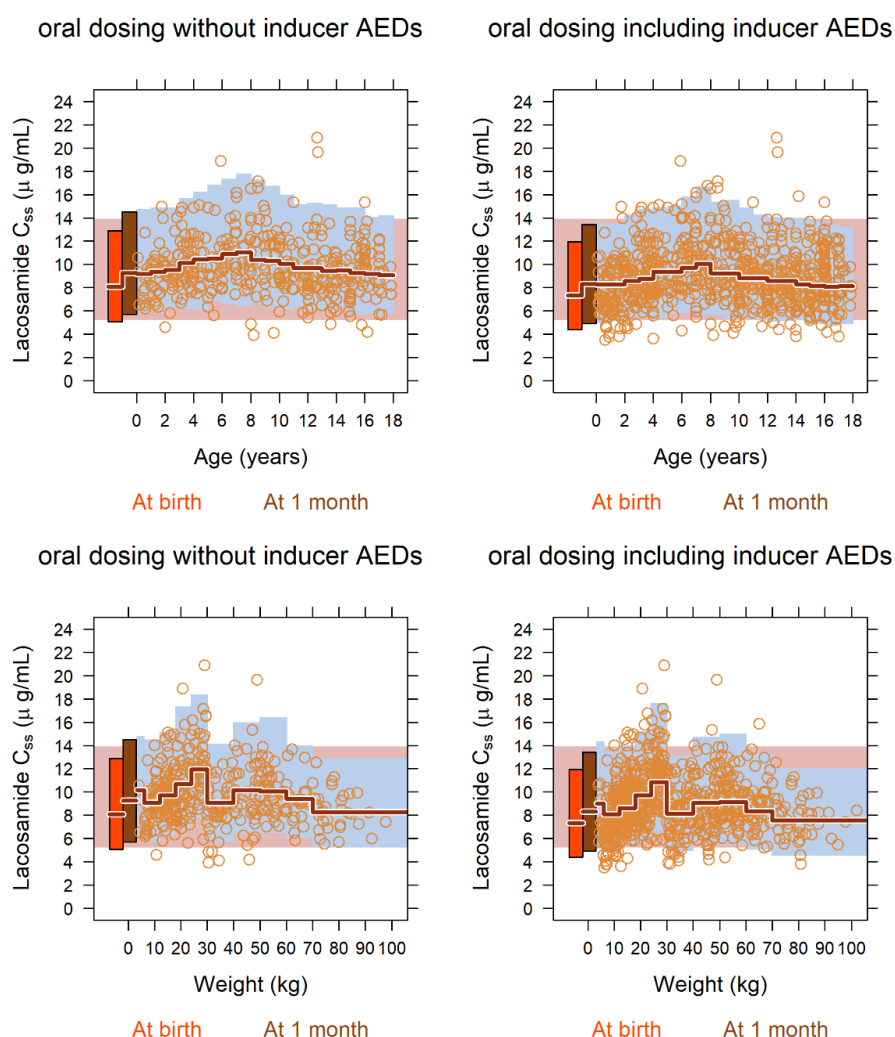 oral dosing without inducer AEDs
oral dosing including inducer AEDs
24
22
20
18
16
14
12
10
8
6
4
2
0
Lacosamide Css (μ g/mL)
0 2 4 6 8 10 12 14 16 18
Age (years)
At birth At 1 month
24
22
20
18
16
14
12
10
8
6
4
2
0
Lacosamide Css (μ g/mL)
0 2 4 6 8 10 12 14 16 18
Age (years)
At birth At 1 month
oral dosing without inducer AEDs
oral dosing including inducer AEDs
24
22
20
18
16
14
12
10
8
6
4
2
0
Lacosamide Css (μ g/mL)
0 10 20 30 40 50 60 70 80 90 100
Weight (kg)
At birth At 1 month
24
22
20
18
16
14
12
10
8
6
4
2
0
Lacosamide Css (μ g/mL)
0 10 20 30 40 50 60 70 80 90 100
Weight (kg)
At birth At 1 month